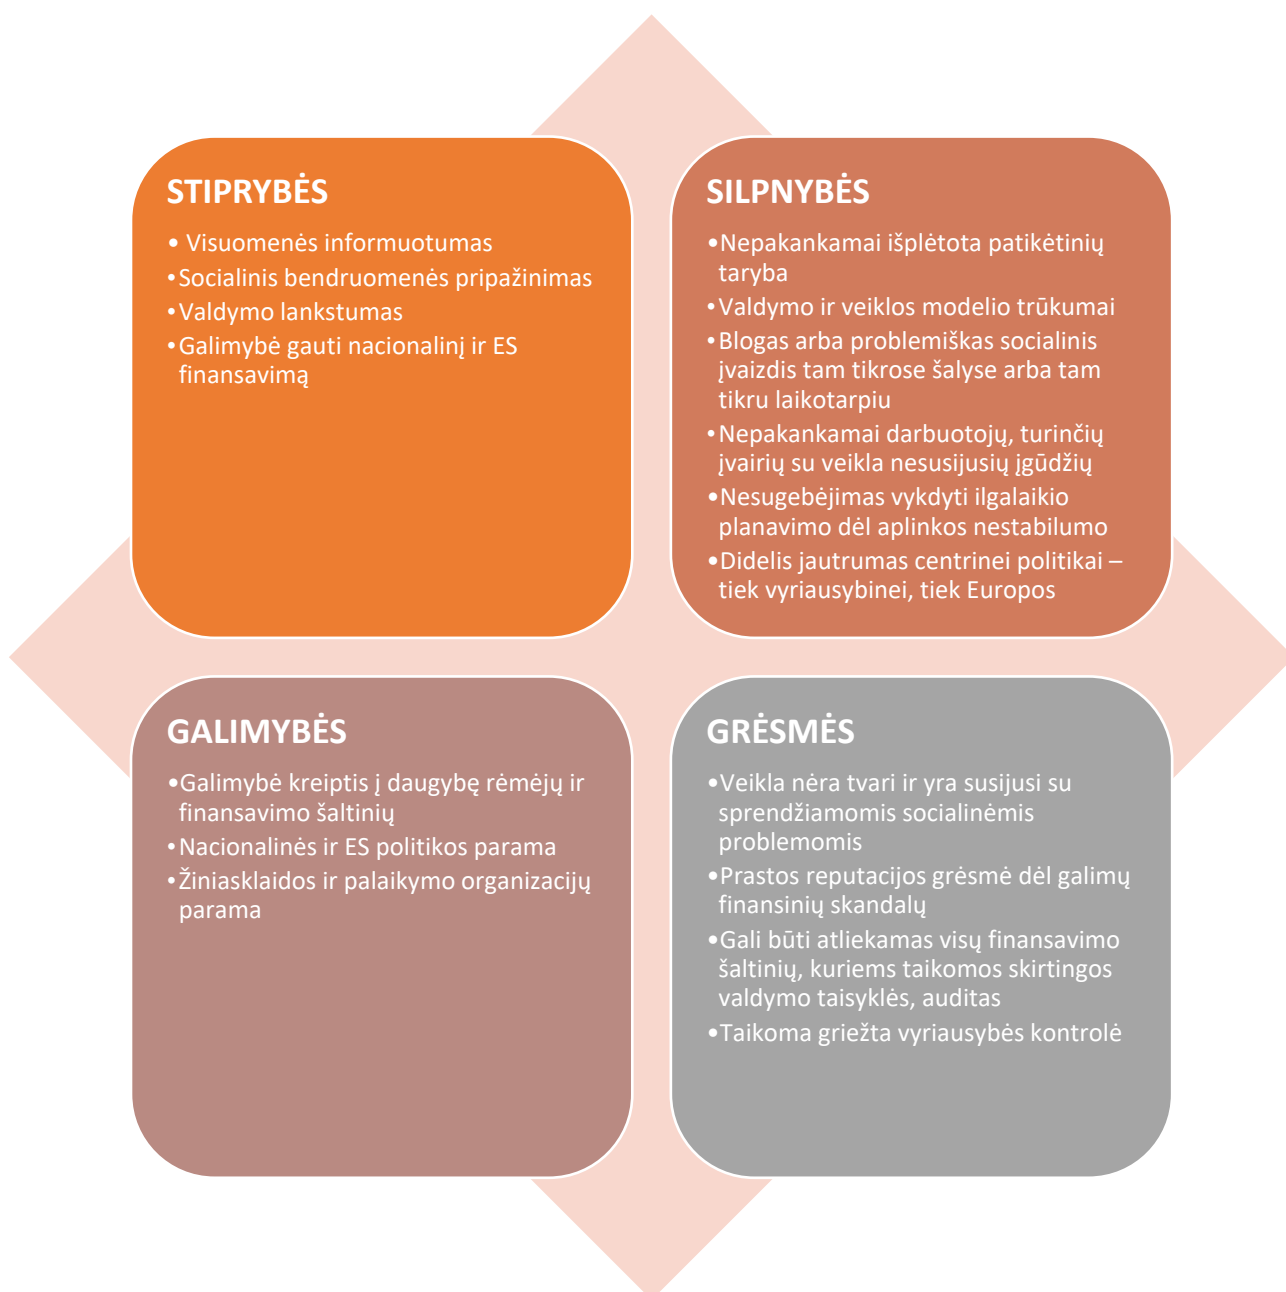 STIPRYBĖS
• Visuomenės informuotumas
•Socialinis bendruomenės pripažinimas
•Valdymo lankstumas
•Galimybė gauti nacionalinį ir ES
finansavimą
SILPNYBĖS
•Nepakankamai išplėtota patikėtinių
taryba
•Valdymo ir veiklos modelio trūkumai
•Blogas arba problemiškas socialinis
įvaizdis tam tikrose šalyse arba tam
tikru laikotarpiu
•Nepakankamai darbuotojų, turinčių
įvairių su veikla nesusijusių įgūdžių
•Nesugebėjimas vykdyti ilgalaikio
planavimo dėl aplinkos nestabilumo
•Didelis jautrumas centrinei politikai –
tiek vyriausybinei, tiek Europos
GALIMYBĖS
•Galimybė kreiptis į daugybę rėmėjų ir
finansavimo šaltinių
•Nacionalinės ir ES politikos parama
•Žiniasklaidos ir palaikymo organizacijų
parama
GRĖSMĖS
•Veikla nėra tvari ir yra susijusi su
sprendžiamomis socialinėmis
problemomis
•Prastos reputacijos grėsmė dėl galimų
finansinių skandalų
•Gali būti atliekamas visų finansavimo
šaltinių, kuriems taikomos skirtingos
valdymo taisyklės, auditas
•Taikoma griežta vyriausybės kontrolė